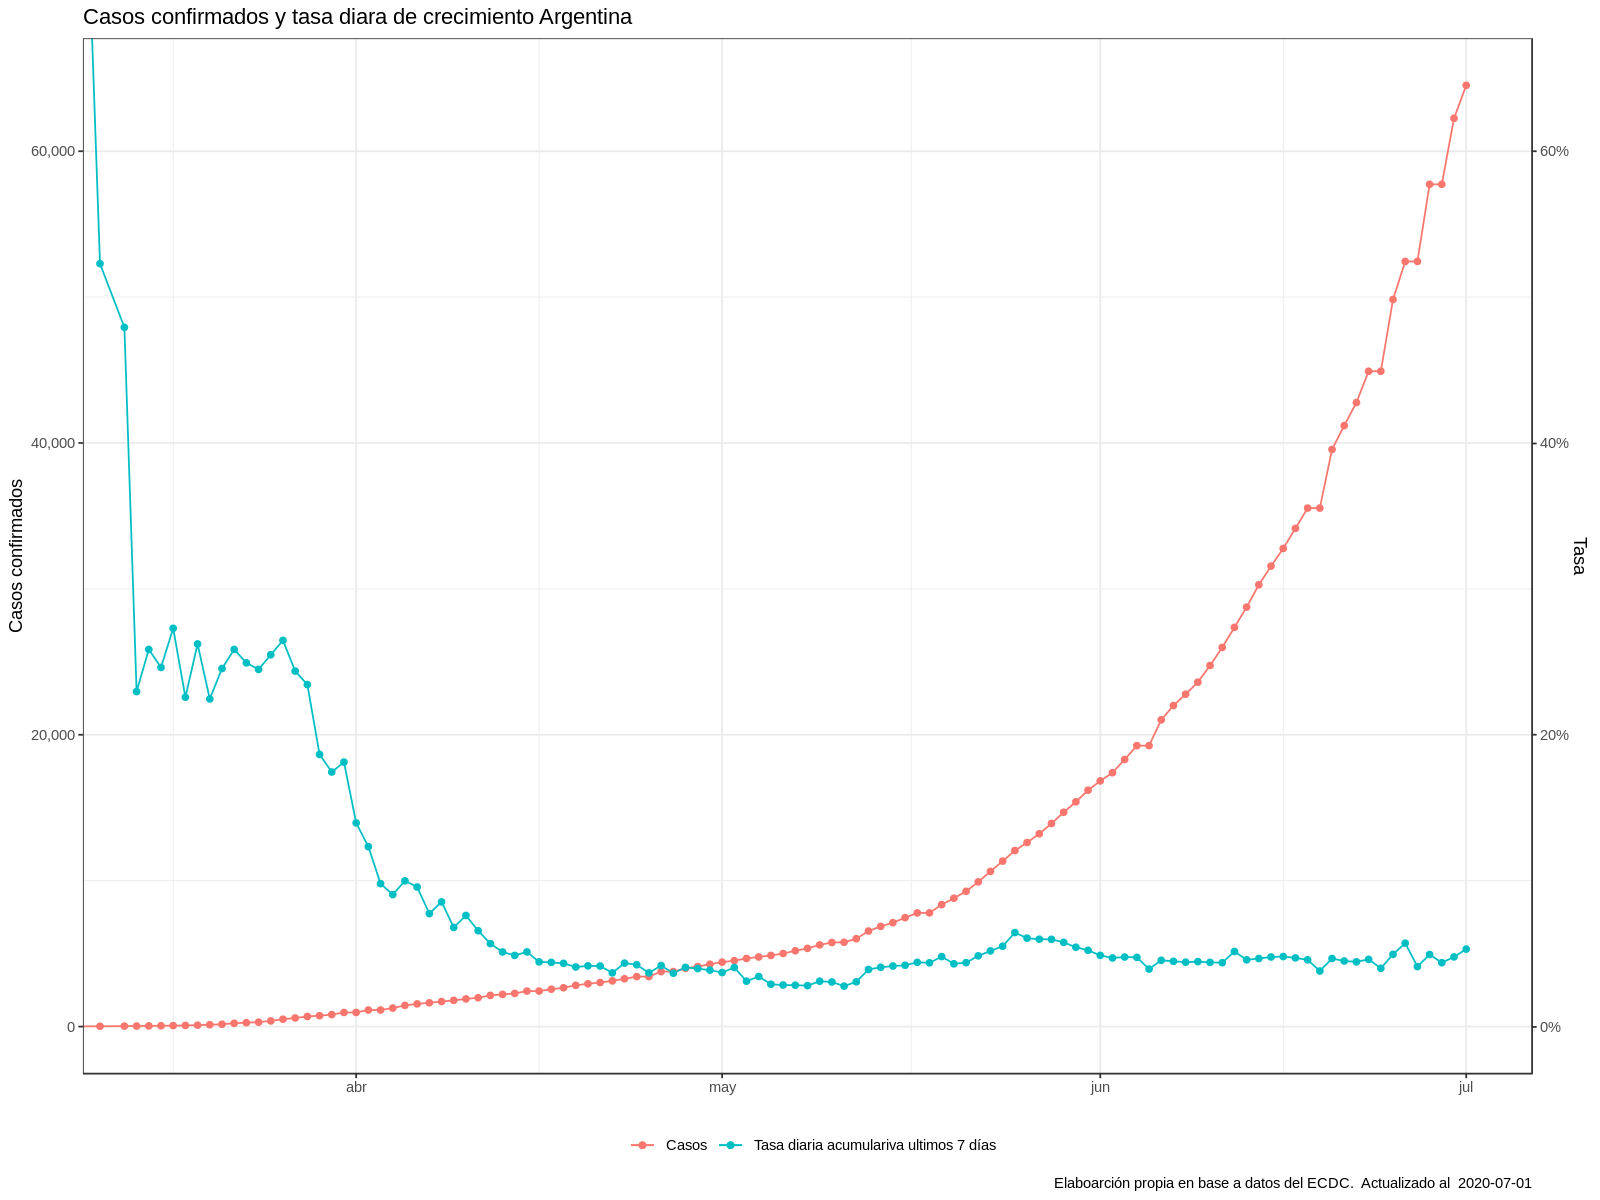 Casos confirmados y tasa diara de crecimiento Argentina
Casos confirmados
60,000
40,000
20,000
0
60%
40%
20%
0%
Tasa
abr
may
jun
jul
Casos
Tasa diaria acumulariva ultimos 7 días
Elaboarción propia en base a datos del ECDC.  Actualizado al  2020-07-01